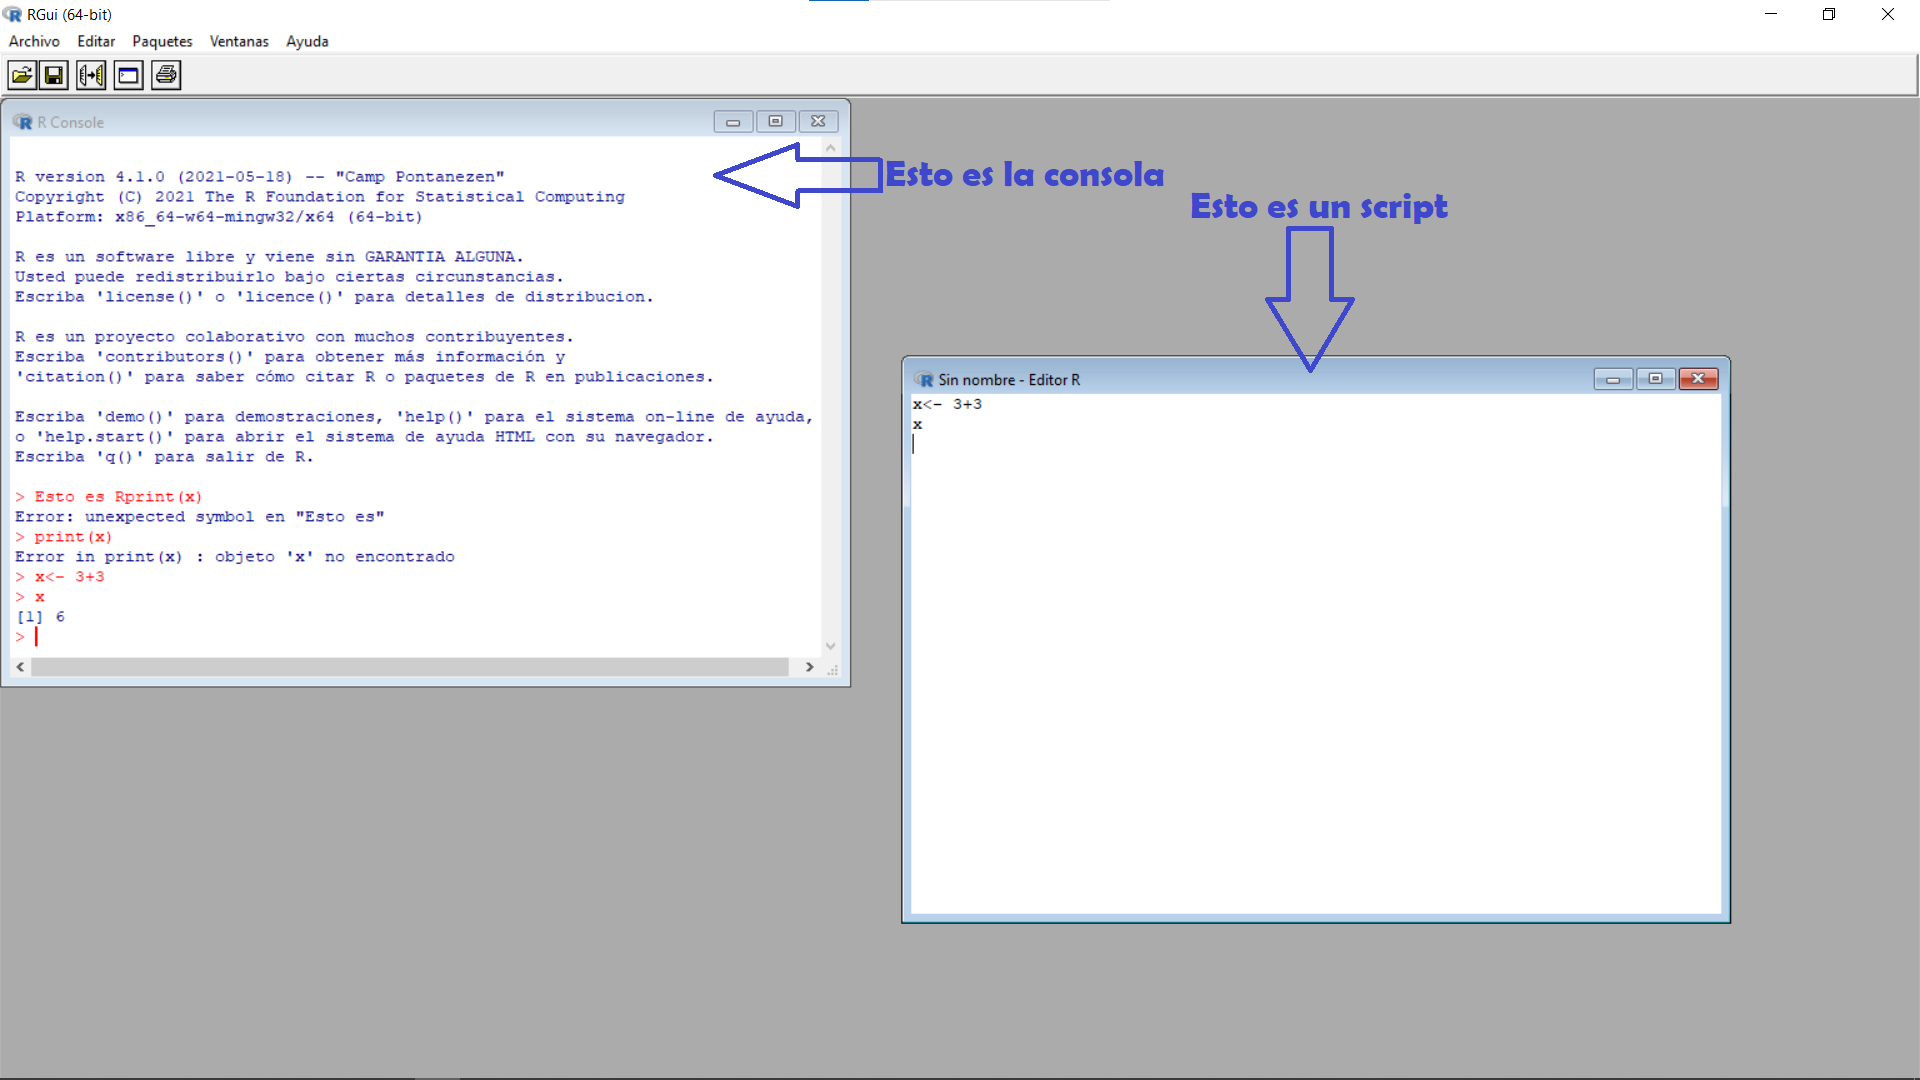 RGui (64-bit)
Archivo Editar Paquetes Ventanas Ayuda
R Console
R version 4.1.0 (2021-05-18) -- "Camp Pontanezen"
Copyright (C) 2021 The R Foundation for Statistical Computing
Platform: x86_64-w64-mingw32/x64 (64-bit)
R es un software libre y viene sin GARANTIA ALGUNA.
Usted puede redistribuirlo bajo ciertas circunstancias.
Escriba 'license()' o 'licence()' para detalles de distribucion.
R es un proyecto colaborativo con muchos contribuyentes.
Escriba 'contributors()' para obtener más información y
'citation()' para saber cómo citar R o paquetes de R en publicaciones.
Escriba 'demo()' para demostraciones, 'help()' para el sistema on-line de ayuda,
o 'help.start()' para abrir el sistema de ayuda HTML con su navegador.
Escriba 'q()' para salir de R.
> Esto es Rprint(x)
Error: unexpected symbol en "Esto es"
> print(x)
Error in print(x) : objeto 'x' no encontrado
> x<- 3+3
> x
[1] 6
>
Esto es la consola
Esto es un script
Sin nombre - Editor R
x<- 3+3
x